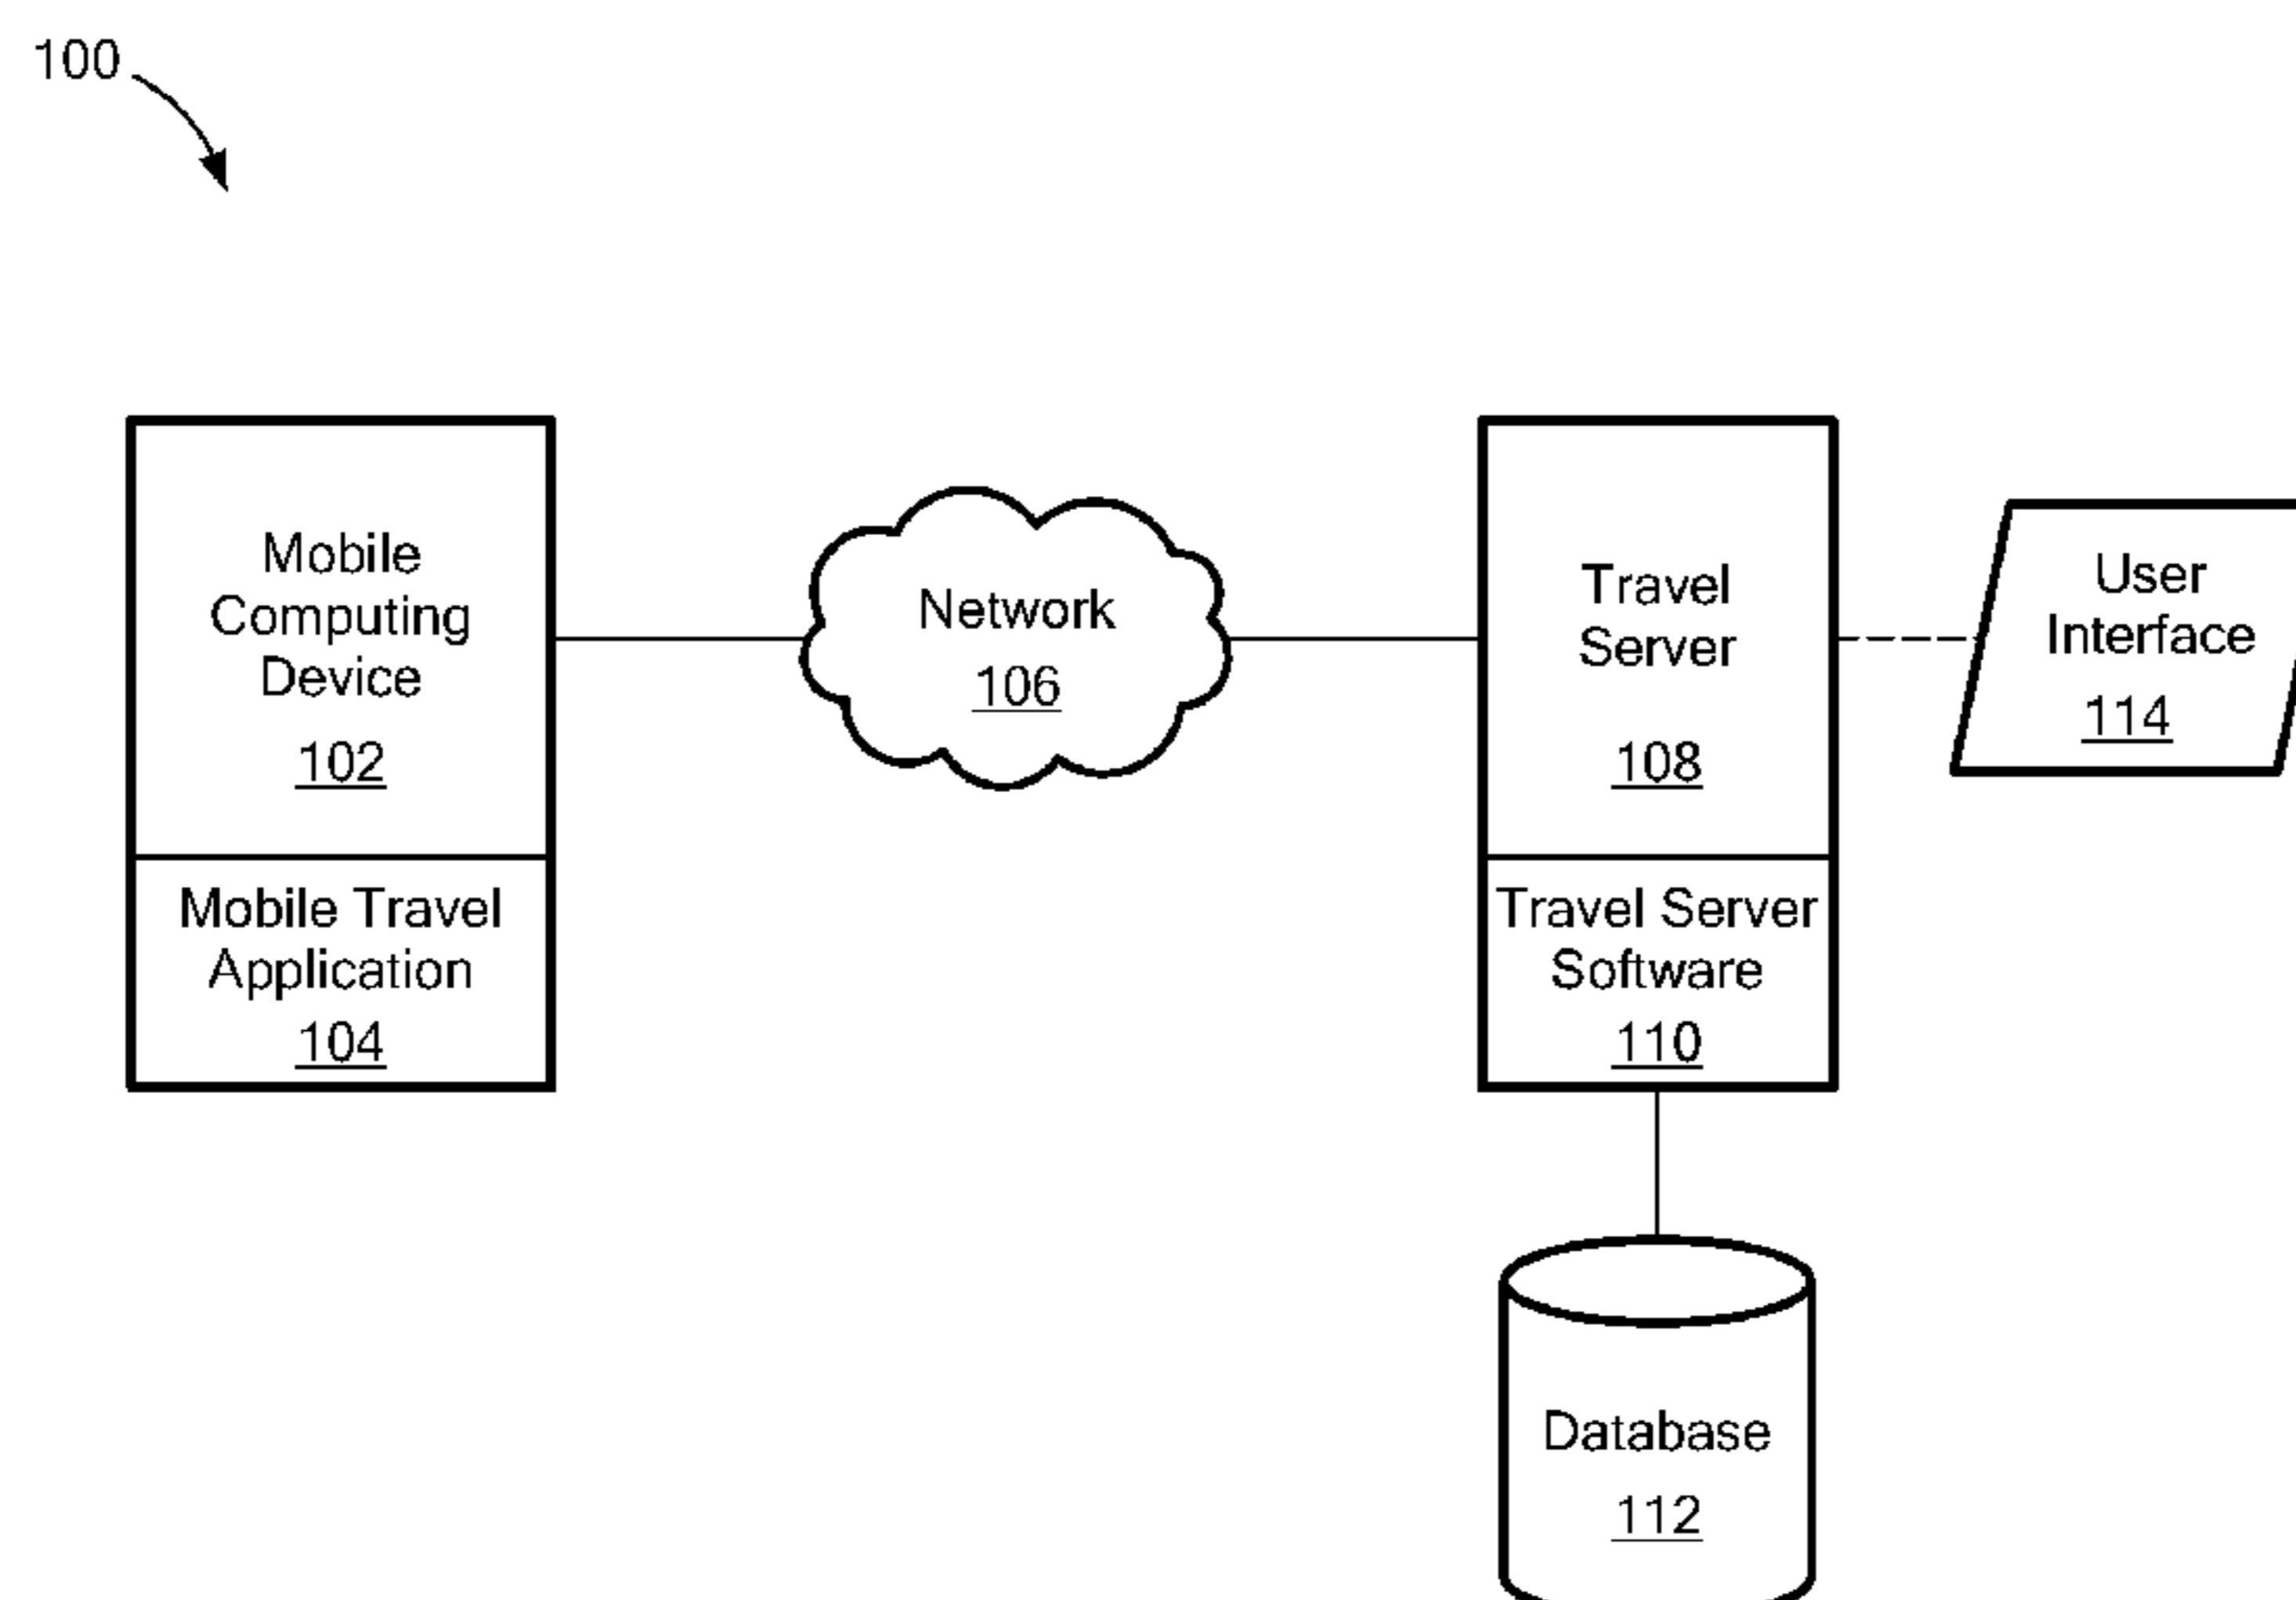 100
Mobile
Computing
Device
102
Mobile Travel
Application
104
Network
106
Travel
Server
108
Travel Server
Software
110
User
Interface
114
Database
112